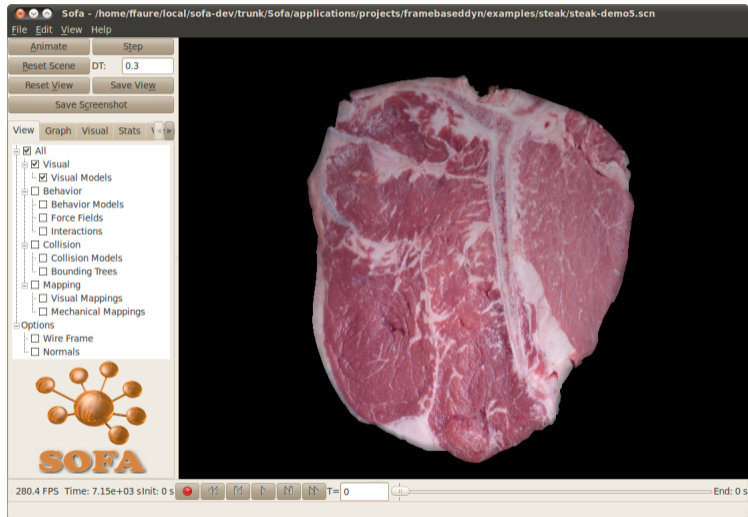 Sofa - /home/ffaure/local/sofa-dev/trunk/Sofa/applications/projects/framebaseddyn/examples/steak/steak-demo5.scn
File Edit View Help
Animate Step
Reset Scene DT: 0.3
Reset View Save View
Save Screenshot
View Graph Visual Stats
All
Visual
Visual Models
Behavior
Behavior Models
Force Fields
Interactions
Collision
Collision Models
Bounding Trees
Mapping
Visual Mappings
Mechanical Mappings
Options
Wire Frame
Normals
SOFA
280.4 FPS Time: 7.15e+03 sInit: 0 s T= 0 End: 0 s